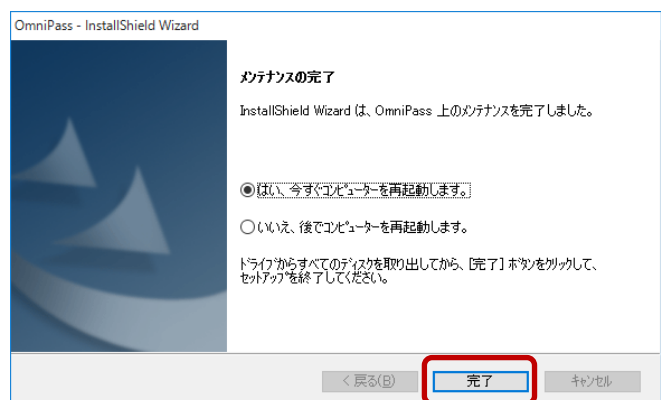 OmniPass - InstallShield Wizard
メンテナンスの完了
InstallShield Wizard は、OmniPass 上のメンテナンスを完了しました。
はい、今すぐコンピューターを再起動します。
いいえ、後でコンピューターを再起動します。
ドライブからすべてのディスクを取り出してから、[完了] ボタンをクリックして、
セットアップを終了してください。
< 戻る(B)
完了
キャンセル